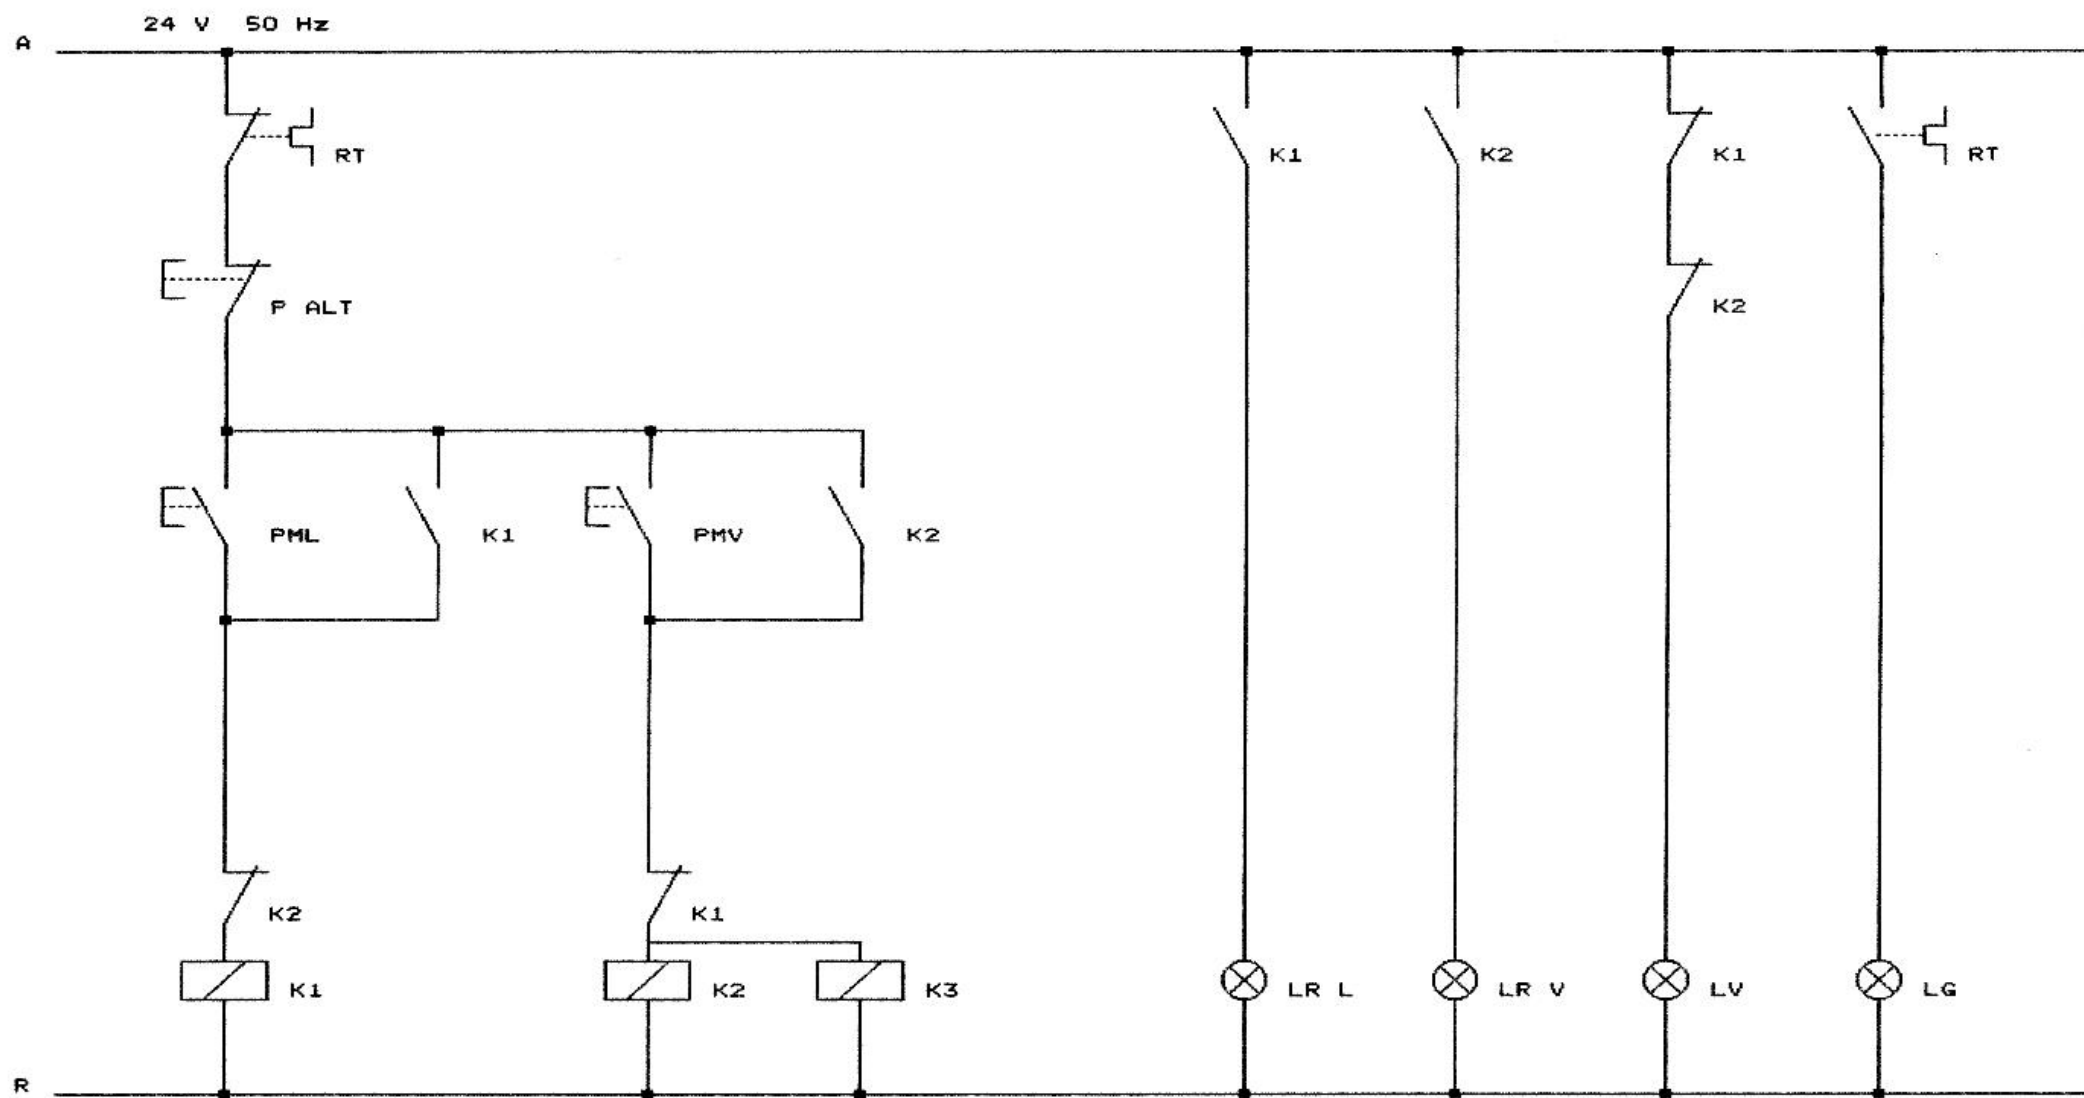 24 V 50 Hz
A
RT
K1
K2
K1
RT
P ALT
K2
PML
K1
PMV
K2
K2
K1
K1
K2
K3
LR L
LR V
LV
LG
R